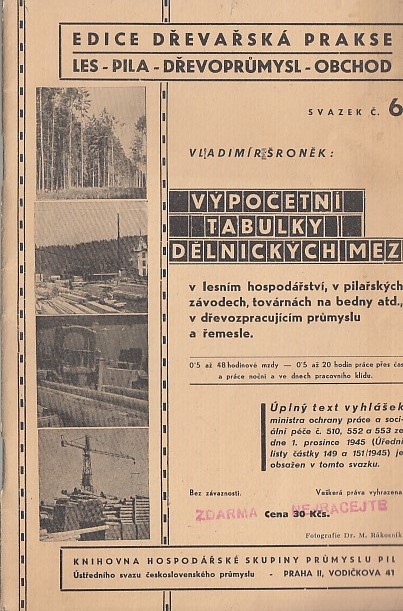 EDICE DŘEVAŘSKÁ PRAKSE
LES - PILA - DŘEVOPRŮMYSL - OBCHOD
SVAZEK Č. 6
VLADIMÍR ŠRONĚK:
VÝPOČETNÍ
TABULKY
DĚLNICKÝCH MEZ
v lesním hospodářství, v pilařských
závodech, továrnách na bedny atd.,
v dřevozpracujícím průmyslu
a řemesle.
0'5 až 48 hodinové mzdy — 0'5 až 20 hodin práce přes čas
a práce noční a ve dnech pracovního klidu.
Úplný text vyhlášek
ministra ochrany práce a soci-
ální péče č. 510, 552 a 553 ze
dne 1. prosince 1945 (Úřední
listy částky 149 a 151/1945) je
obsažen v tomto svazku.
Bez závaznosti.
Veškerá práva vyhrazena.
ZDARMA NEVRACEJTE
Cena 30 Kčs.
Fotografie Dr. M. Rákosník
KNIHOVNA HOSPODÁŘSKÉ SKUPINY PRŮMYSLU PIL
Ústředního svazu československého průmyslu - PRAHA II, VODIČKOVA 41